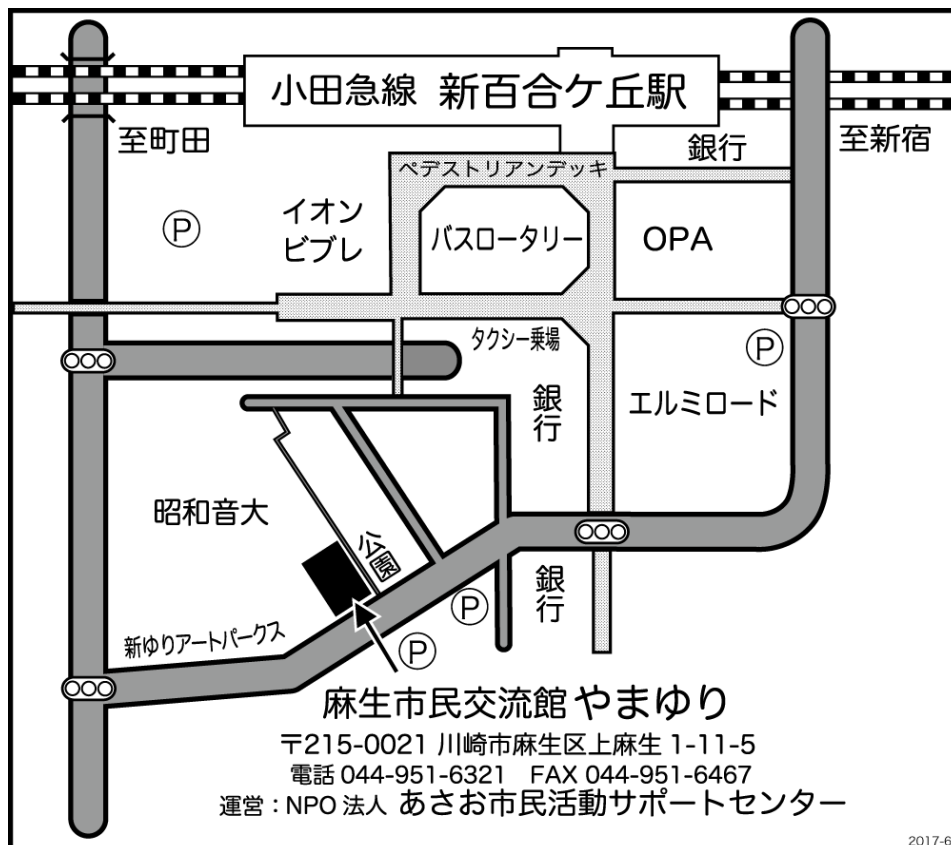 小田急線 新百合ケ丘駅
至町田
至新宿
銀行
ペデストリアンデッキ
Ⓟ
イオン
ビブレ
バスロータリー
OPA
タクシー乗場
Ⓟ
銀行
エルミロード
昭和音大
公園
銀行
Ⓟ
新ゆりアートパークス
Ⓟ
麻生市民交流館 やまゆり
〒215-0021 川崎市麻生区上麻生 1-11-5
電話 044-951-6321 FAX 044-951-6467
運営：NPO 法人 あさお市民活動サポートセンター
2017-6